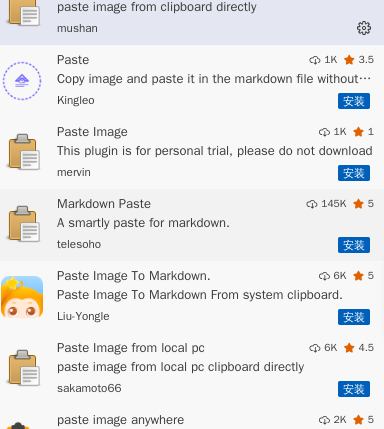 paste image from clipboard directly
mushan
Paste 1K 3.5
Copy image and paste it in the markdown file without···
Kingleo 安装
Paste Image 1K 1
This plugin is for personal trial, please do not download
mervin 安装
Markdown Paste 145K 5
A smartly paste for markdown.
telesoho 安装
Paste Image To Markdown. 6K 5
Paste Image To Markdown From system clipboard.
Liu-Yongle 安装
Paste Image from local pc 6K 4.5
paste image from local pc clipboard directly
sakamoto66 安装
paste image anywhere 2K 5